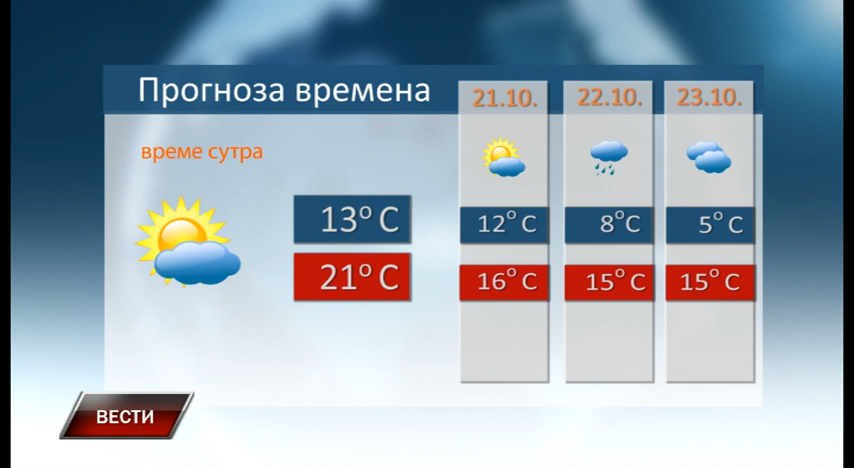 Прогноза времена
време сутра
13° C
21° C
21.10.
12° C
16° C
22.10.
8°C
15° C
23.10.
5° C
15° C
ВЕСТИ